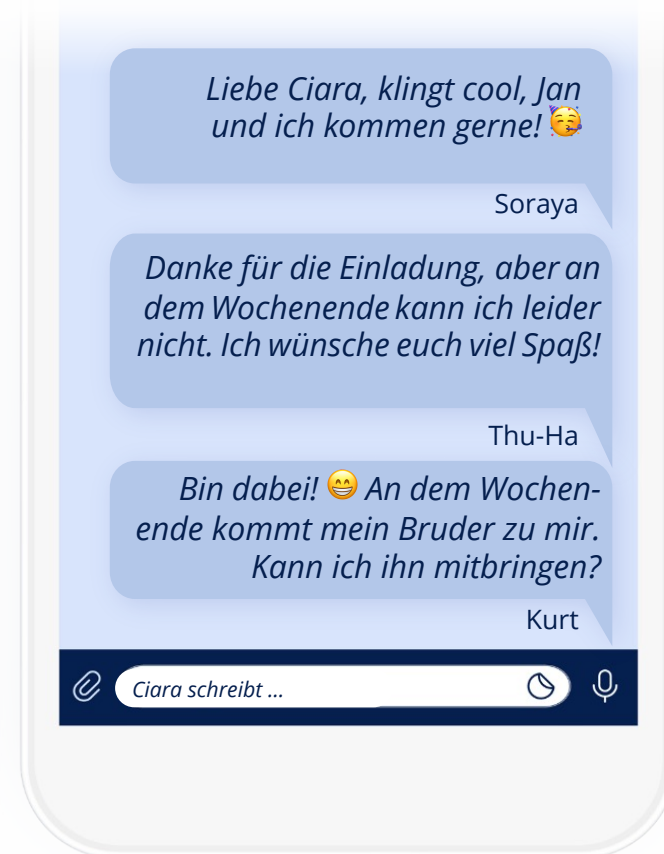 Liebe Ciara, klingt cool, Jan
und ich kommen gerne! 🥳
Soraya
Danke für die Einladung, aber an
dem Wochenende kann ich leider
nicht. Ich wünsche euch viel Spaß!
Thu-Ha
Bin dabei! 😁 An dem Wochen-
ende kommt mein Bruder zu mir.
Kann ich ihn mitbringen?
Kurt
Ciara schreibt ...